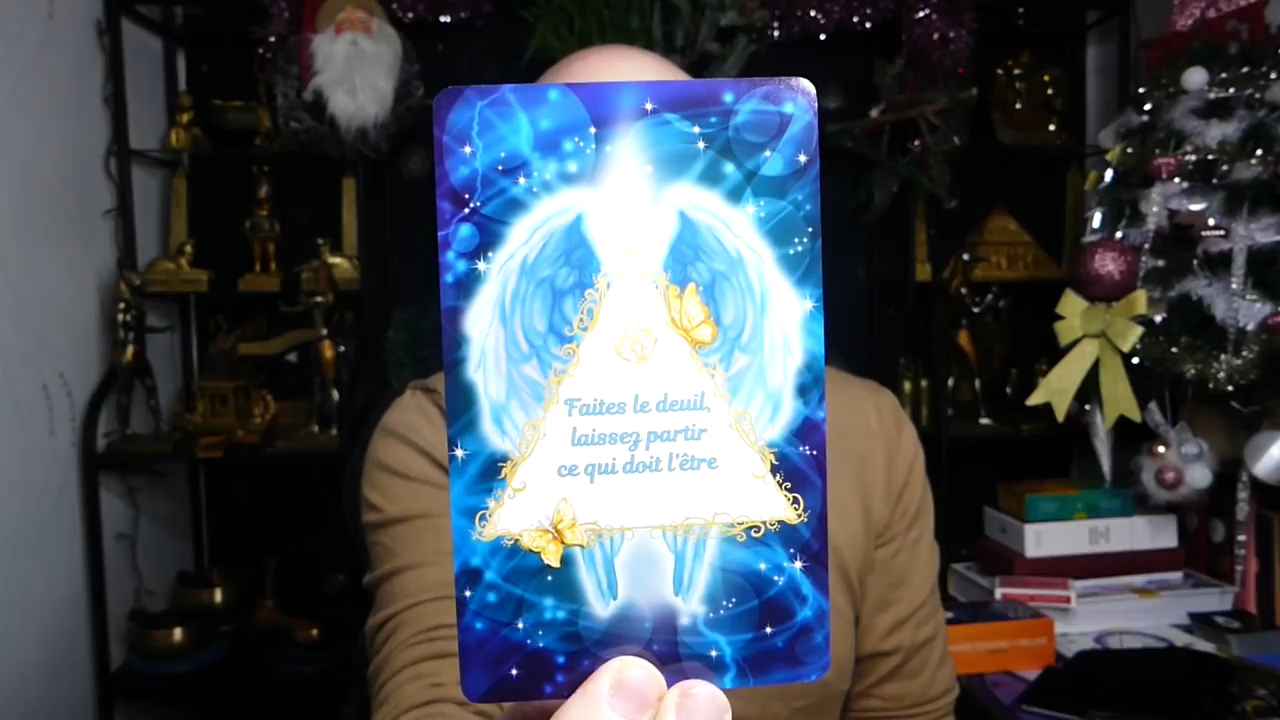 Faites le deuil,
laissez partir
ce qui doit l'être